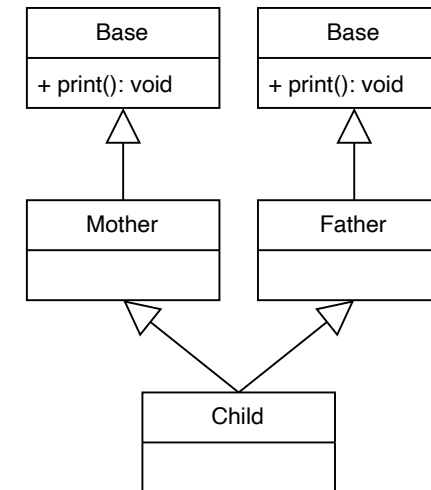 Base
+ print(): void
Base
+ print(): void
Mother
Father
Child